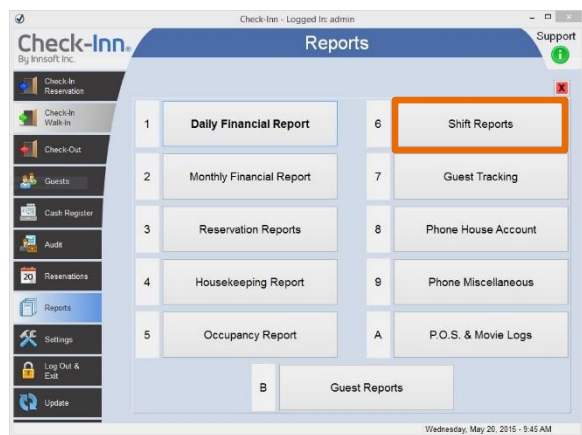 Check-Inn - Logged In: admin
Check-Inn®
By Innsoft Inc.
Reports
Support
i
X
Check-In
Reservation
Check-In
Walk-In
Check-Out
Guests
Cash Register
Audit
20 Reservations
Reports
Settings
Log Out &
Exit
Update
1 Daily Financial Report
6 Shift Reports
2 Monthly Financial Report
7 Guest Tracking
3 Reservation Reports
8 Phone House Account
4 Housekeeping Report
9 Phone Miscellaneous
5 Occupancy Report
A P.O.S. & Movie Logs
B Guest Reports
Wednesday, May 20, 2015 - 9:45 AM